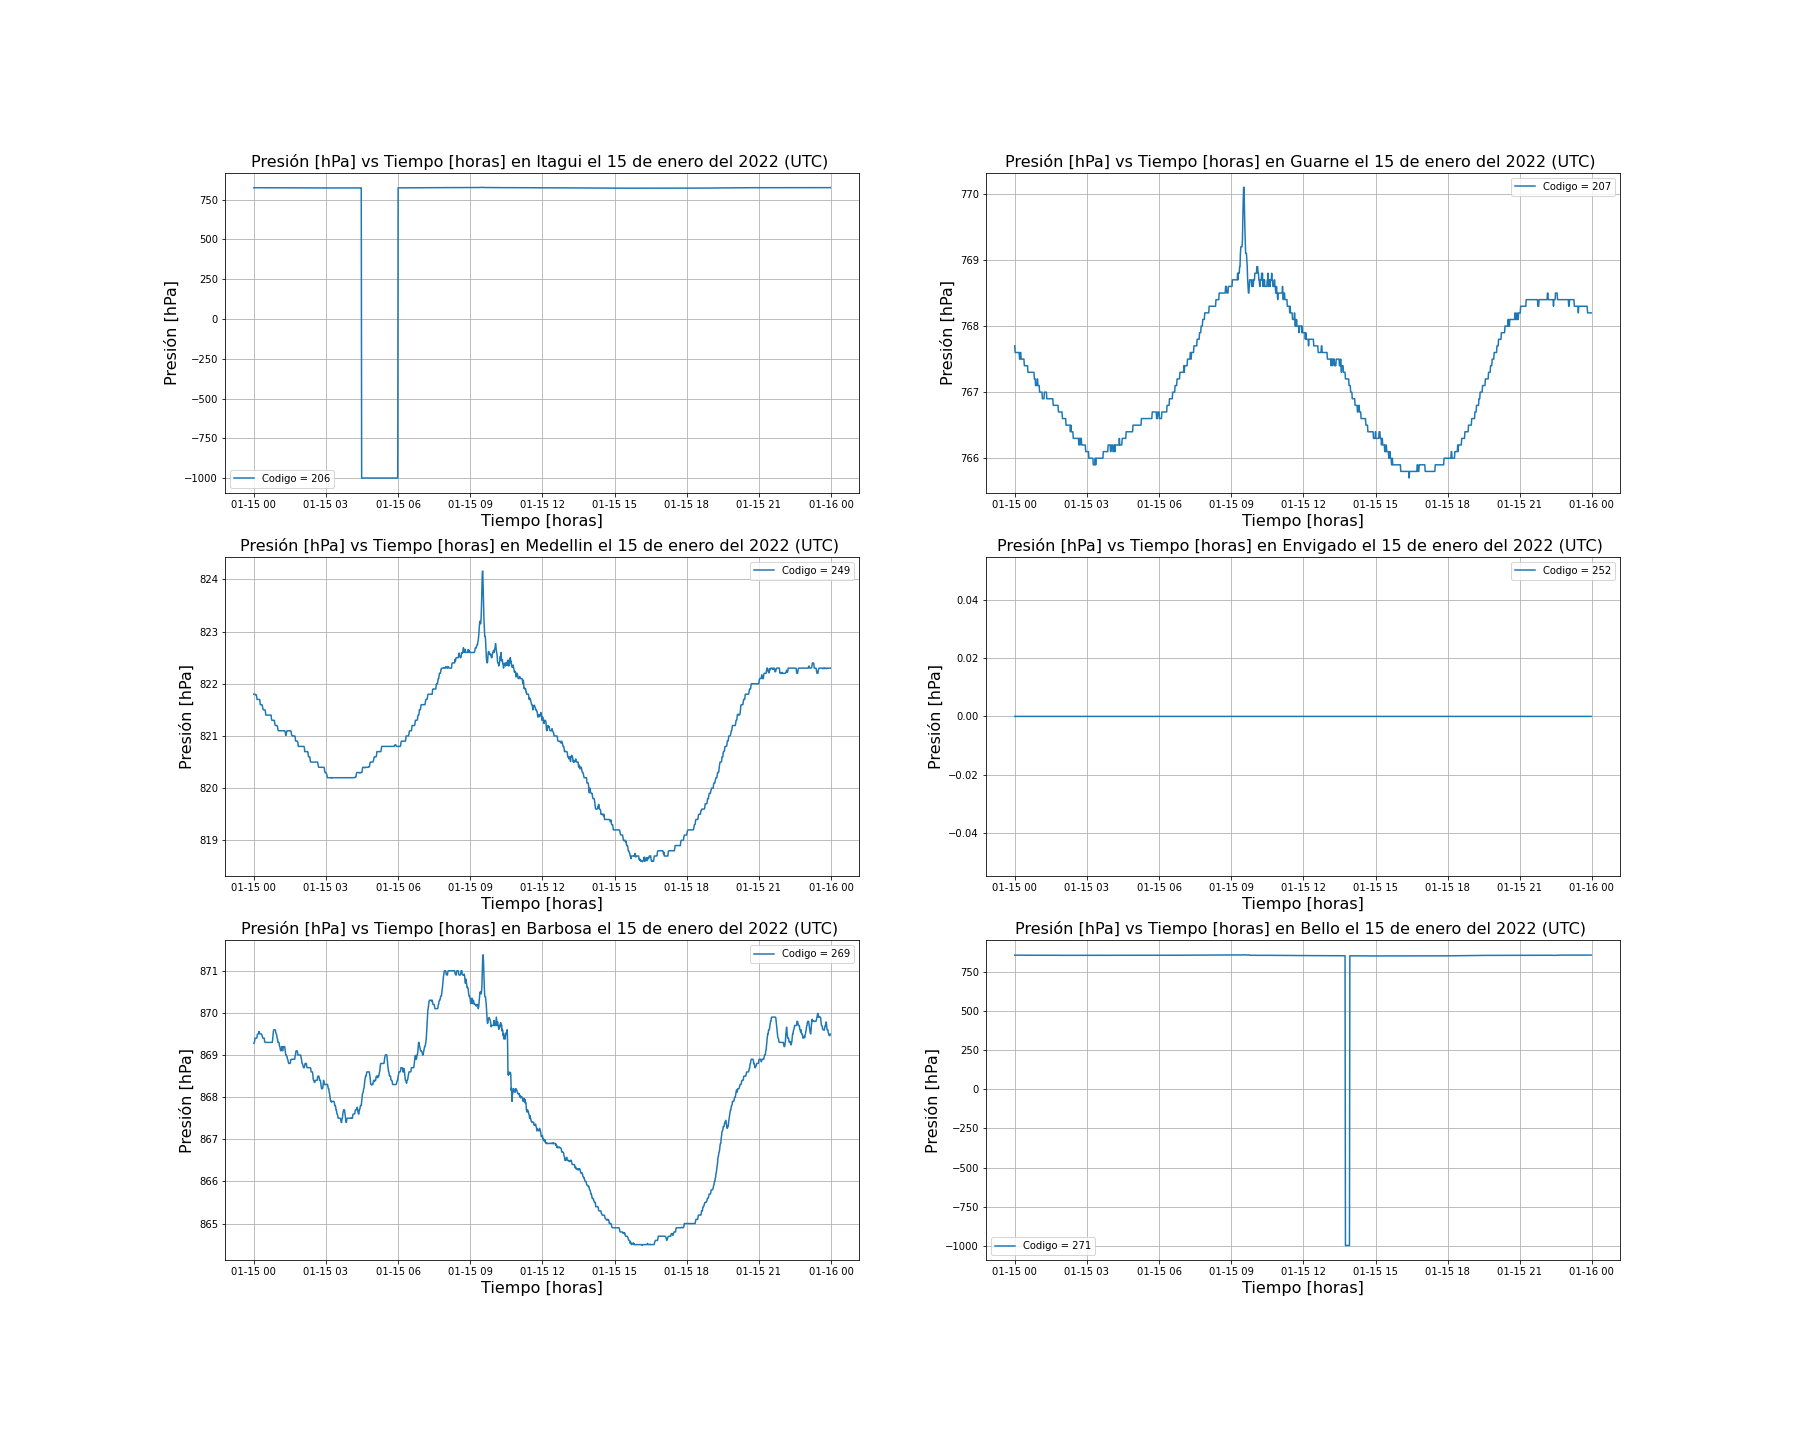 Presión [hPa] vs Tiempo [horas] en Itagui el 15 de enero del 2022 (UTC)
Presión [hPa]
750
500
250
0
−250
−500
−750
−1000
Codigo = 206
01-15 00 01-15 03 01-15 06 01-15 09 01-15 12 01-15 15 01-15 18 01-15 21 01-16 00
Tiempo [horas]
Presión [hPa] vs Tiempo [horas] en Guarne el 15 de enero del 2022 (UTC)
Presión [hPa]
Codigo = 207
770
769
768
767
766
01-15 00 01-15 03 01-15 06 01-15 09 01-15 12 01-15 15 01-15 18 01-15 21 01-16 00
Tiempo [horas]
Presión [hPa] vs Tiempo [horas] en Medellin el 15 de enero del 2022 (UTC)
Presión [hPa]
Codigo = 249
824
823
822
821
820
819
01-15 00 01-15 03 01-15 06 01-15 09 01-15 12 01-15 15 01-15 18 01-15 21 01-16 00
Tiempo [horas]
Presión [hPa] vs Tiempo [horas] en Envigado el 15 de enero del 2022 (UTC)
Presión [hPa]
Codigo = 252
0.04
0.02
0.00
−0.02
−0.04
01-15 00 01-15 03 01-15 06 01-15 09 01-15 12 01-15 15 01-15 18 01-15 21 01-16 00
Tiempo [horas]
Presión [hPa] vs Tiempo [horas] en Barbosa el 15 de enero del 2022 (UTC)
Presión [hPa]
Codigo = 269
871
870
869
868
867
866
865
01-15 00 01-15 03 01-15 06 01-15 09 01-15 12 01-15 15 01-15 18 01-15 21 01-16 00
Tiempo [horas]
Presión [hPa] vs Tiempo [horas] en Bello el 15 de enero del 2022 (UTC)
Presión [hPa]
750
500
250
0
−250
−500
−750
−1000
Codigo = 271
01-15 00 01-15 03 01-15 06 01-15 09 01-15 12 01-15 15 01-15 18 01-15 21 01-16 00
Tiempo [horas]